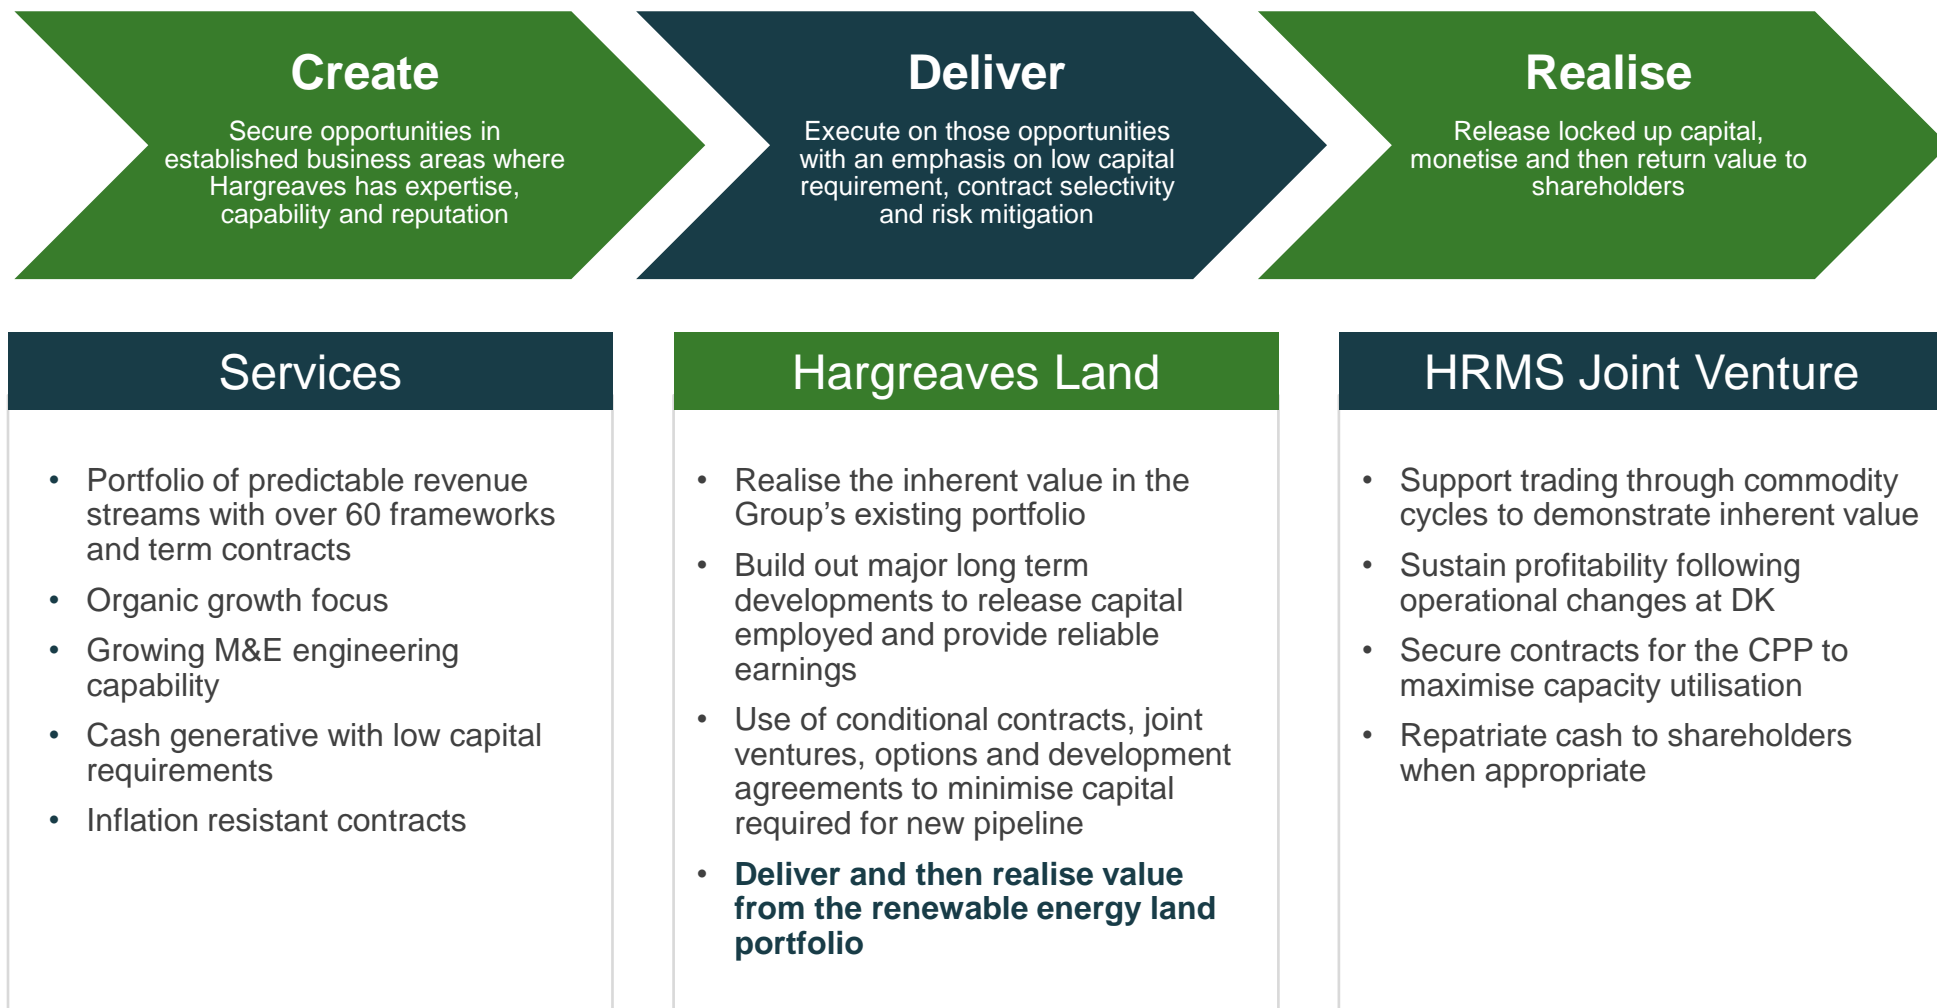 Create
Secure opportunities in
established business areas where
Hargreaves has expertise,
capability and reputation
Deliver
Execute on those opportunities
with an emphasis on low capital
requirement, contract selectivity
and risk mitigation
Realise
Release locked up capital,
monetise and then return value to
shareholders
Services
• Portfolio of predictable revenue
streams with over 60 frameworks
and term contracts
• Organic growth focus
• Growing M&E engineering
capability
• Cash generative with low capital
requirements
• Inflation resistant contracts
Hargreaves Land
• Realise the inherent value in the
Group’s existing portfolio
• Build out major long term
developments to release capital
employed and provide reliable
earnings
• Use of conditional contracts, joint
ventures, options and development
agreements to minimise capital
required for new pipeline
• Deliver and then realise value
from the renewable energy land
portfolio
HRMS Joint Venture
• Support trading through commodity
cycles to demonstrate inherent value
• Sustain profitability following
operational changes at DK
• Secure contracts for the CPP to
maximise capacity utilisation
• Repatriate cash to shareholders
when appropriate